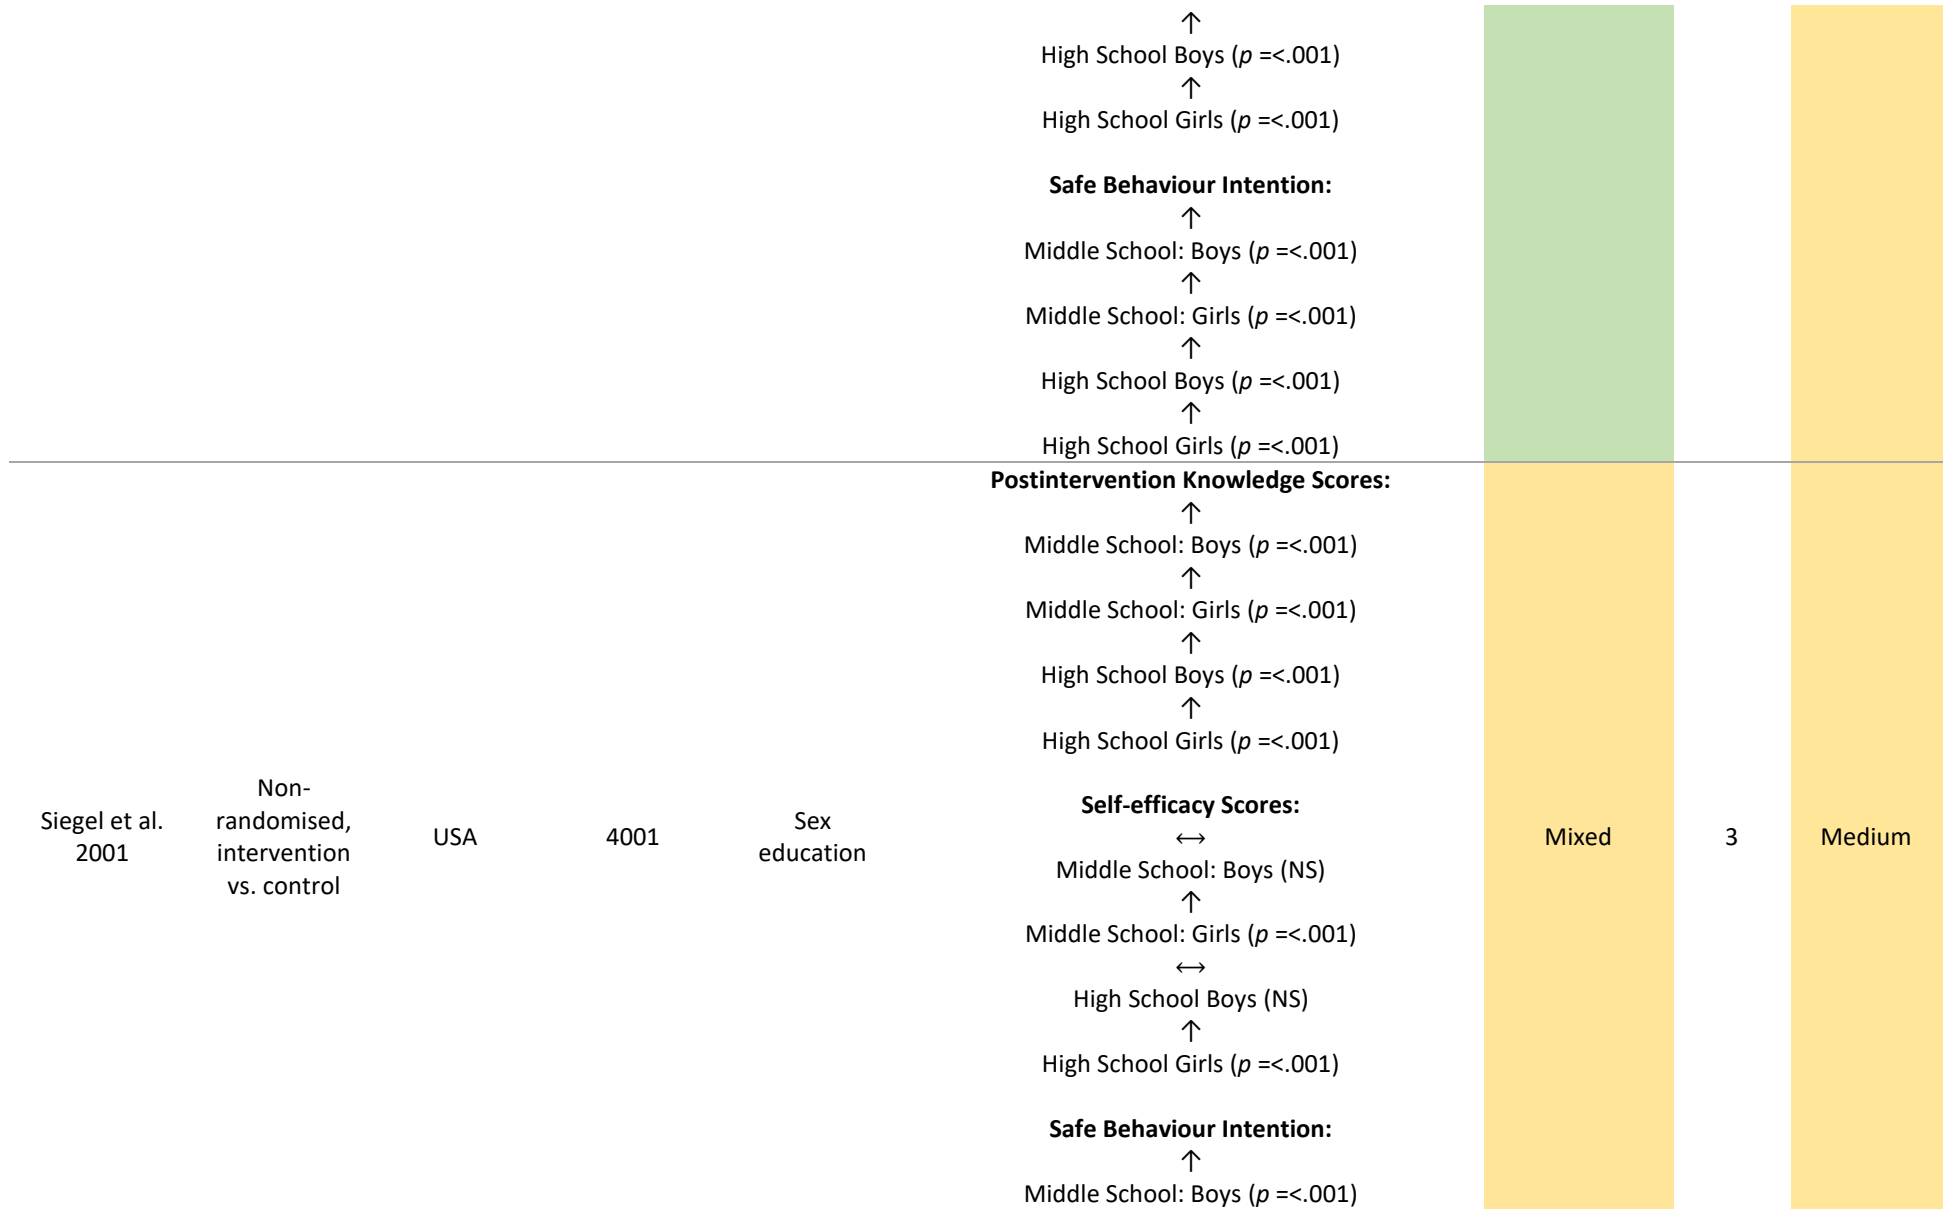 ↑
High School Boys (p =<.001)
↑
High School Girls (p =<.001)
Safe Behaviour Intention:
↑
Middle School: Boys (p =<.001)
↑
Middle School: Girls (p =<.001)
↑
High School Boys (p =<.001)
↑
High School Girls (p =<.001)
Siegel et al.
2001
Non-
randomised,
intervention
vs. control
USA
4001
Sex
education
Postintervention Knowledge Scores:
↑
Middle School: Boys (p =<.001)
↑
Middle School: Girls (p =<.001)
↑
High School Boys (p =<.001)
↑
High School Girls (p =<.001)
Self-efficacy Scores:
↔
Middle School: Boys (NS)
↑
Middle School: Girls (p =<.001)
↔
High School Boys (NS)
↑
High School Girls (p =<.001)
Safe Behaviour Intention:
↑
Middle School: Boys (p =<.001)
Mixed
3
Medium